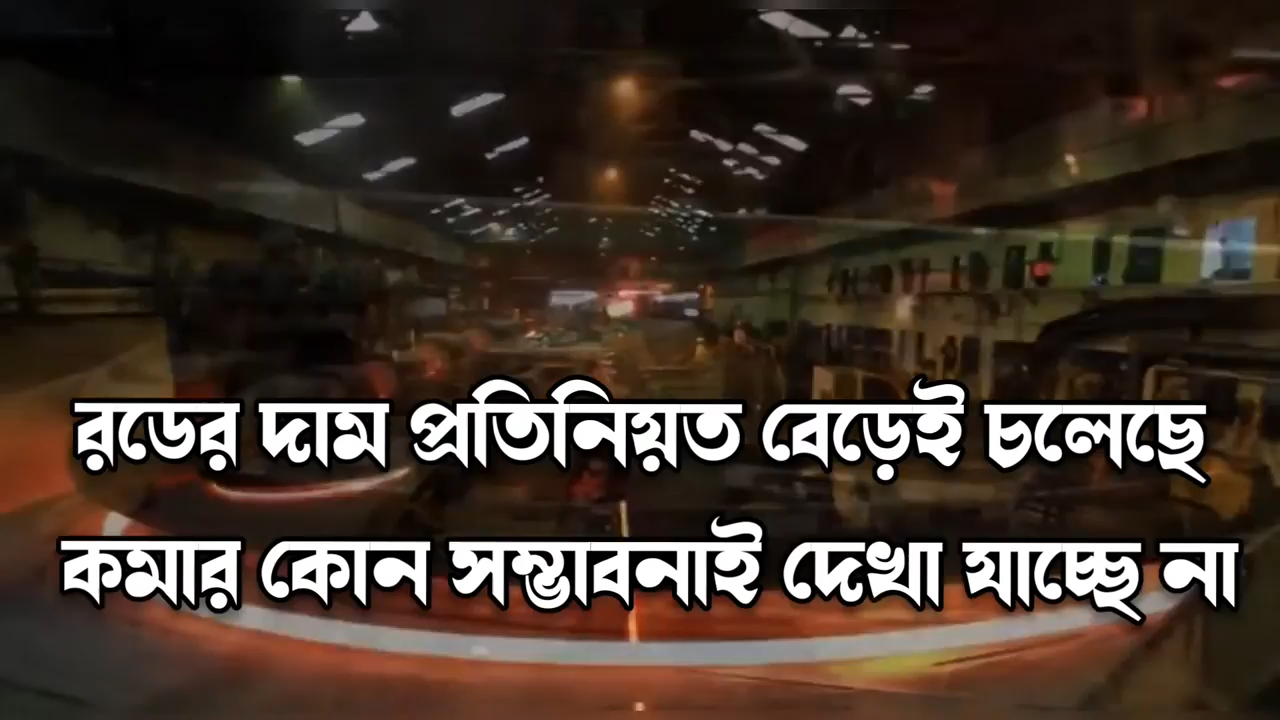 রডের দাম প্রতিনিয়ত বেড়েই চলেছে
কমার কোন সম্ভাবনাই দেখা যাচ্ছে না